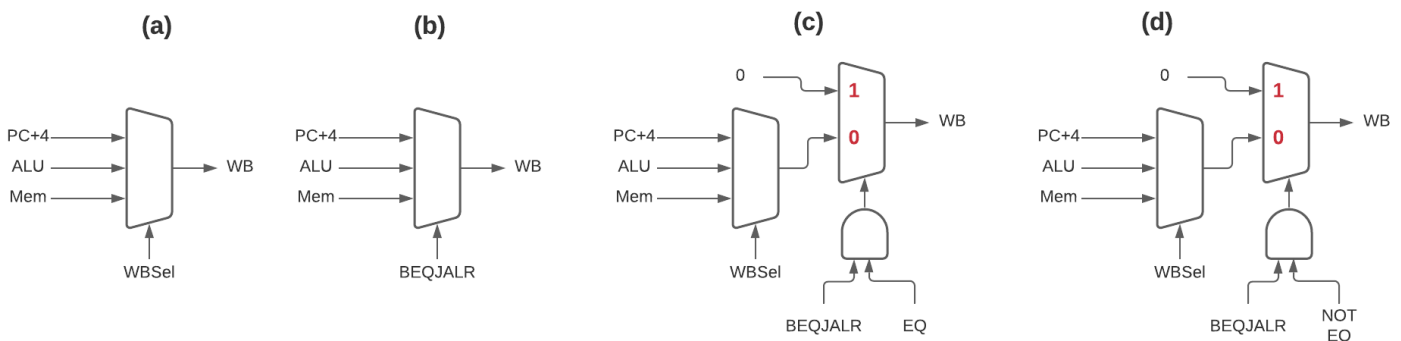 (a)
PC+4
ALU
Mem
WB
WBSel
(b)
PC+4
ALU
Mem
WB
BEQJALR
(c)
0
1
0
PC+4
ALU
Mem
WB
WBSel
BEQJALR
EQ
(d)
0
1
0
PC+4
ALU
Mem
WB
WBSel
BEQJALR
NOT
EQ